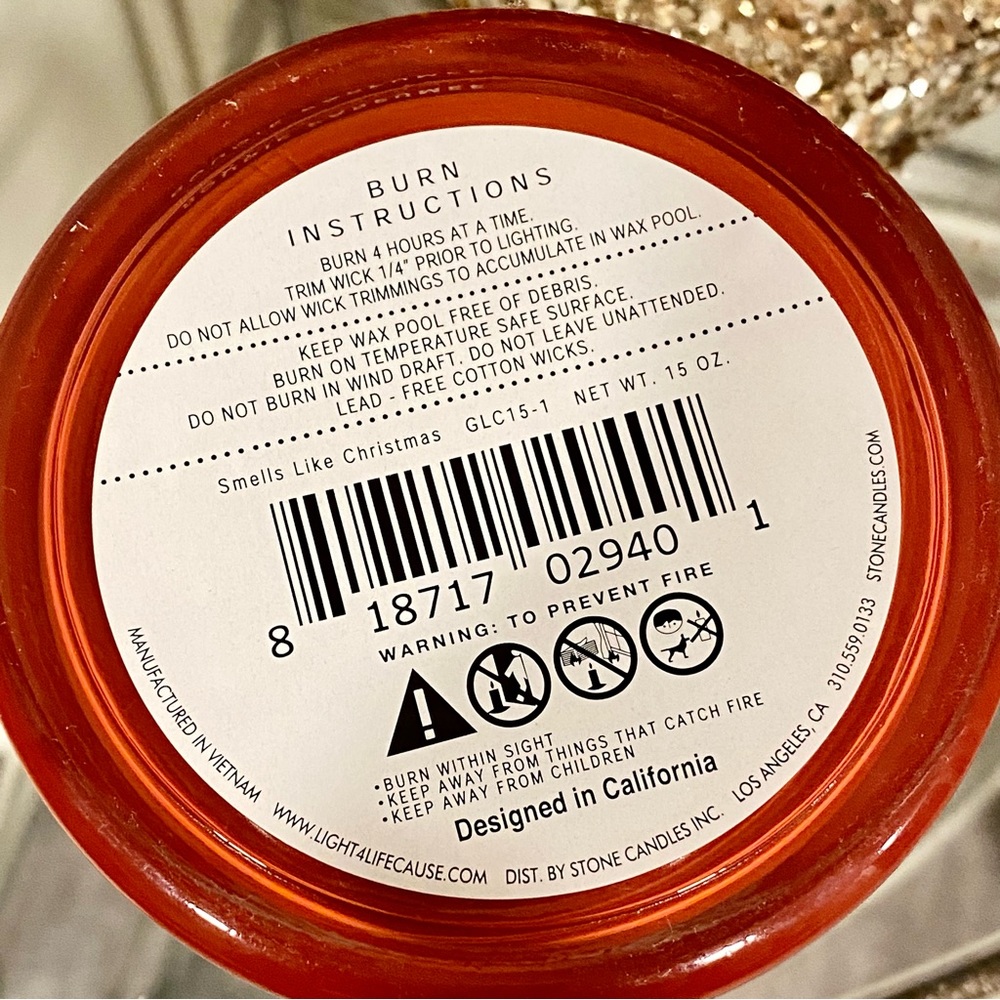 BURN
INSTRUCTIONS
BURN 4 HOURS AT A TIME.
TRIM WICK 1/4" PRIOR TO LIGHTING.
DO NOT ALLOW WICK TRIMMINGS TO ACCUMULATE IN WAX POOL.
KEEP WAX POOL FREE OF DEBRIS.
BURN ON TEMPERATURE SAFE SURFACE.
DO NOT BURN IN WIND DRAFT. DO NOT LEAVE UNATTENDED.
LEAD - FREE COTTON WICKS.
Smells Like Christmas GLC15-1 NET WT. 15 OZ.
8 18717 02940 1
WARNING: TO PREVENT FIRE
•BURN WITHIN SIGHT
•KEEP AWAY FROM THINGS THAT CATCH FIRE
•KEEP AWAY FROM CHILDREN
Designed in California
MANUFACTURED IN VIETNAM WWW.LIGHT4LIFECAUSE.COM DIST. BY STONE CANDLES INC. LOS ANGELES, CA 310.559.0133 STONECANDLES.COM